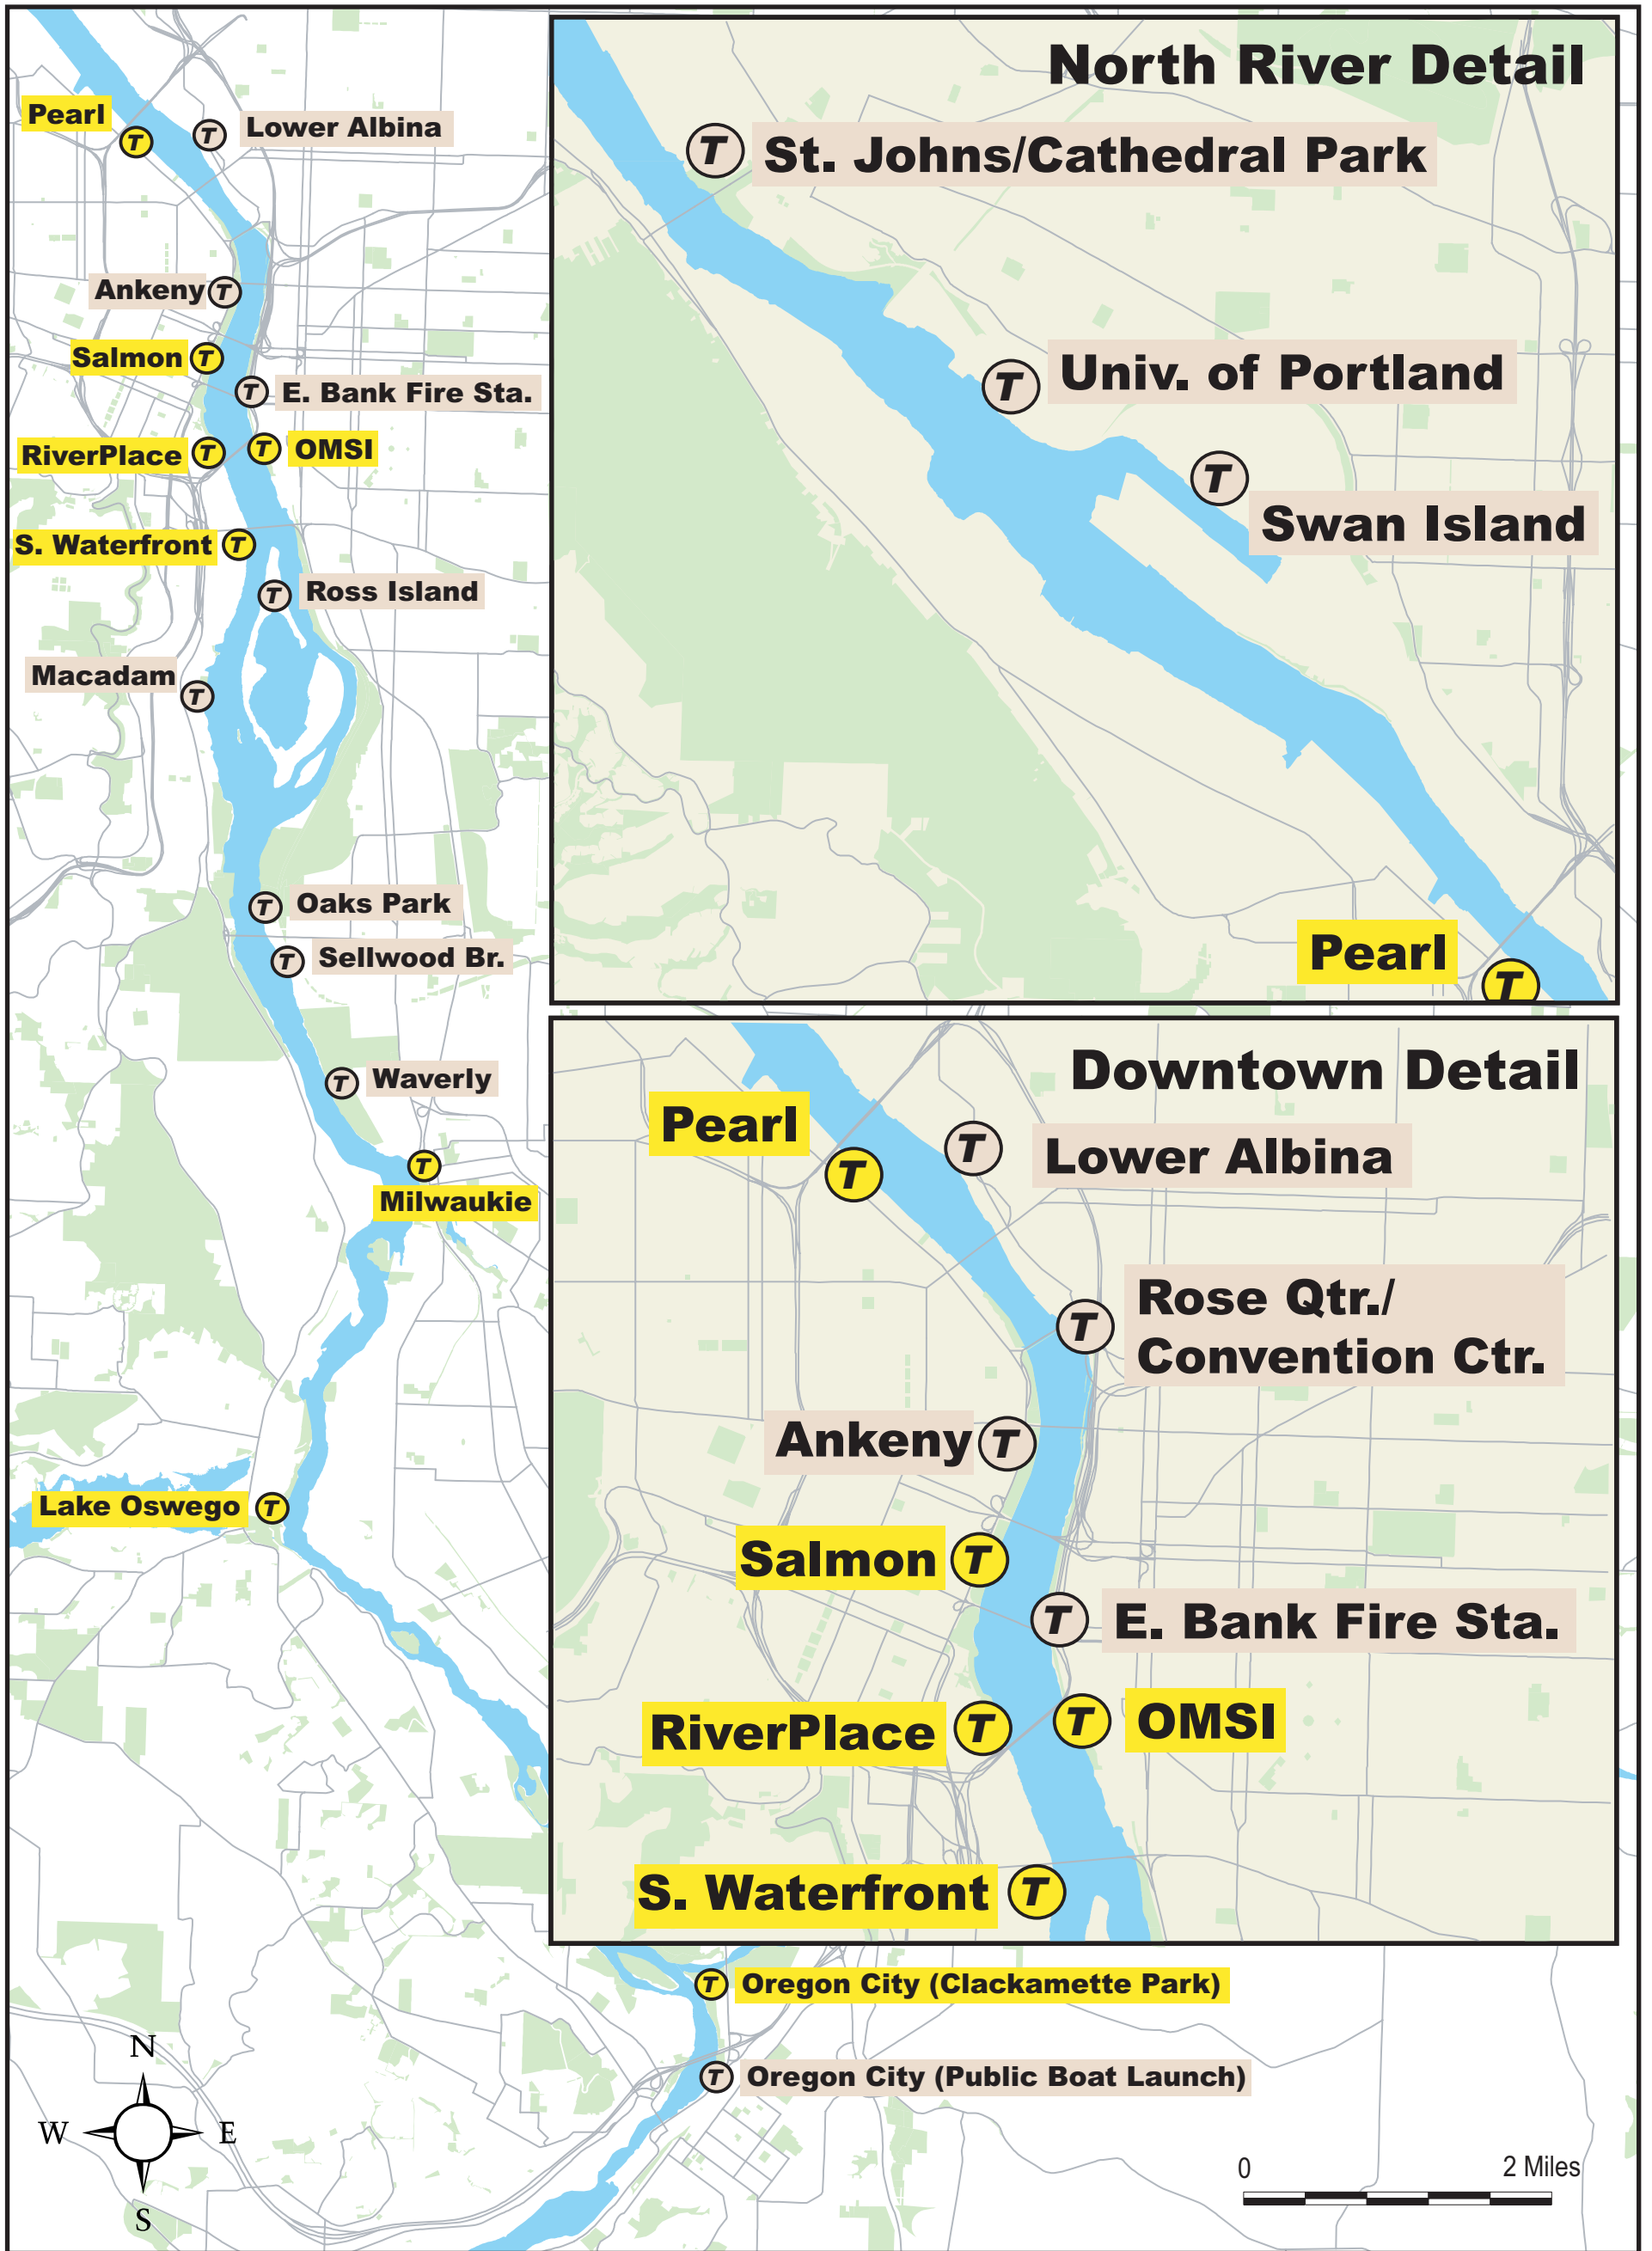 Pearl
T
T
Lower Albina
Ankeny
T
Salmon
T
T
E. Bank Fire Sta.
RiverPlace
T
T
OMSI
S. Waterfront
T
T
Ross Island
Macadam
T
T
Oaks Park
T
Sellwood Br.
T
Waverly
T
Milwaukie
Lake Oswego
T
North River Detail
T
St. Johns/Cathedral Park
T
Univ. of Portland
T
Swan Island
Pearl
T
Downtown Detail
Pearl
T
T
Lower Albina
T
Rose Qtr./
Convention Ctr.
Ankeny
T
Salmon
T
T
E. Bank Fire Sta.
RiverPlace
T
T
OMSI
S. Waterfront
T
T
Oregon City (Clackamette Park)
T
Oregon City (Public Boat Launch)
N
W
E
S
0
2 Miles